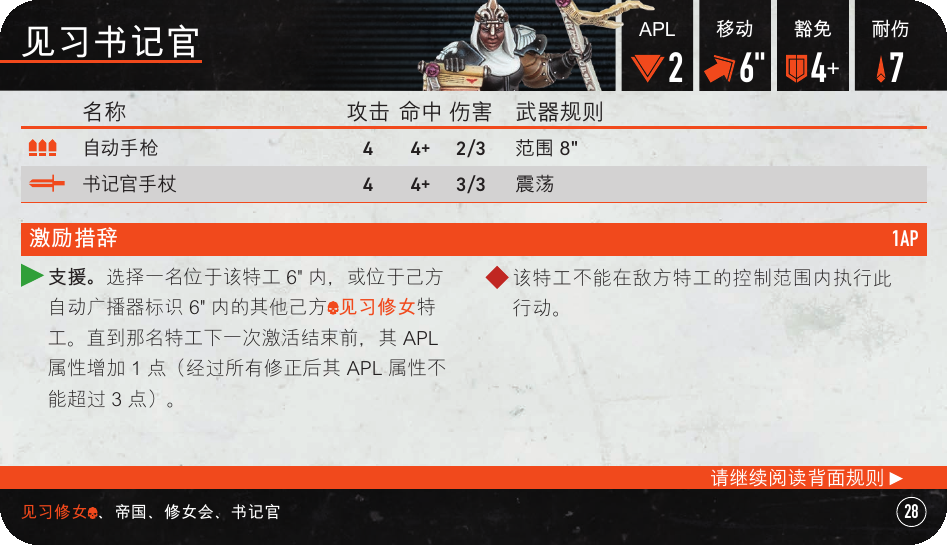 见习书记官
APL 移动 豁免 耐伤
2 6" 4+ 7
名称 攻击 命中 伤害 武器规则
自动手枪 4 4+ 2/3 范围 8"
书记官手杖 4 4+ 3/3 震荡
激励措辞 1AP
支援。选择一名位于该特工 6" 内，或位于己方
自动广播器标识 6" 内的其他己方见习修女特
工。直到那名特工下一次激活结束前，其 APL
属性增加 1 点（经过所有修正后其 APL 属性不
能超过 3 点）。
该特工不能在敌方特工的控制范围内执行此
行动。
请继续阅读背面规则
见习修女、帝国、修女会、书记官
28